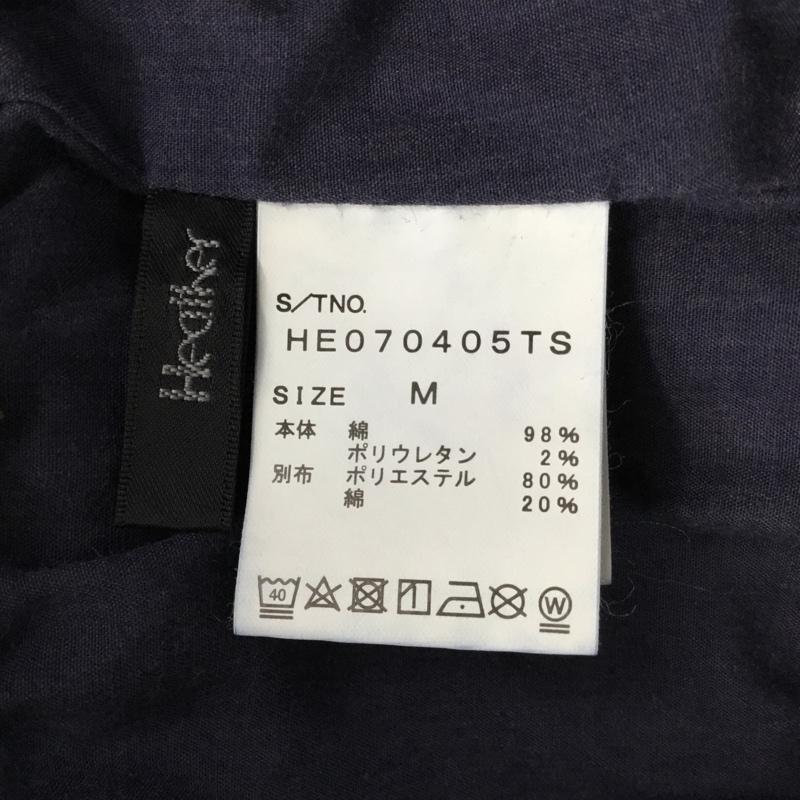 Heather
S/TNO.
HE070405TS
SIZE M
本体 綿 98%
ポリウレタン 2%
別布 ポリエステル 80%
綿 20%
40
W